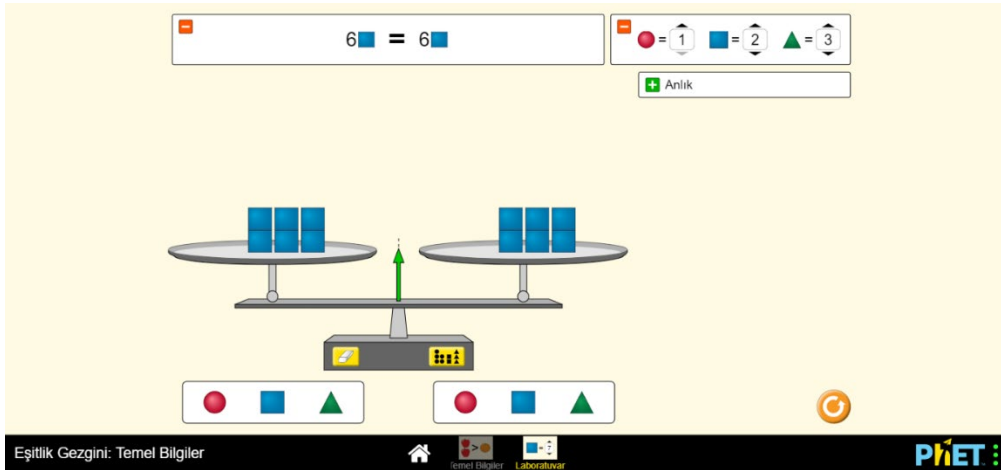 6 = 6
= 1 = 2 = 3
Anlık
Eşitlik Gezgini: Temel Bilgiler
Temel Bilgiler
Laboratuvar
PhET